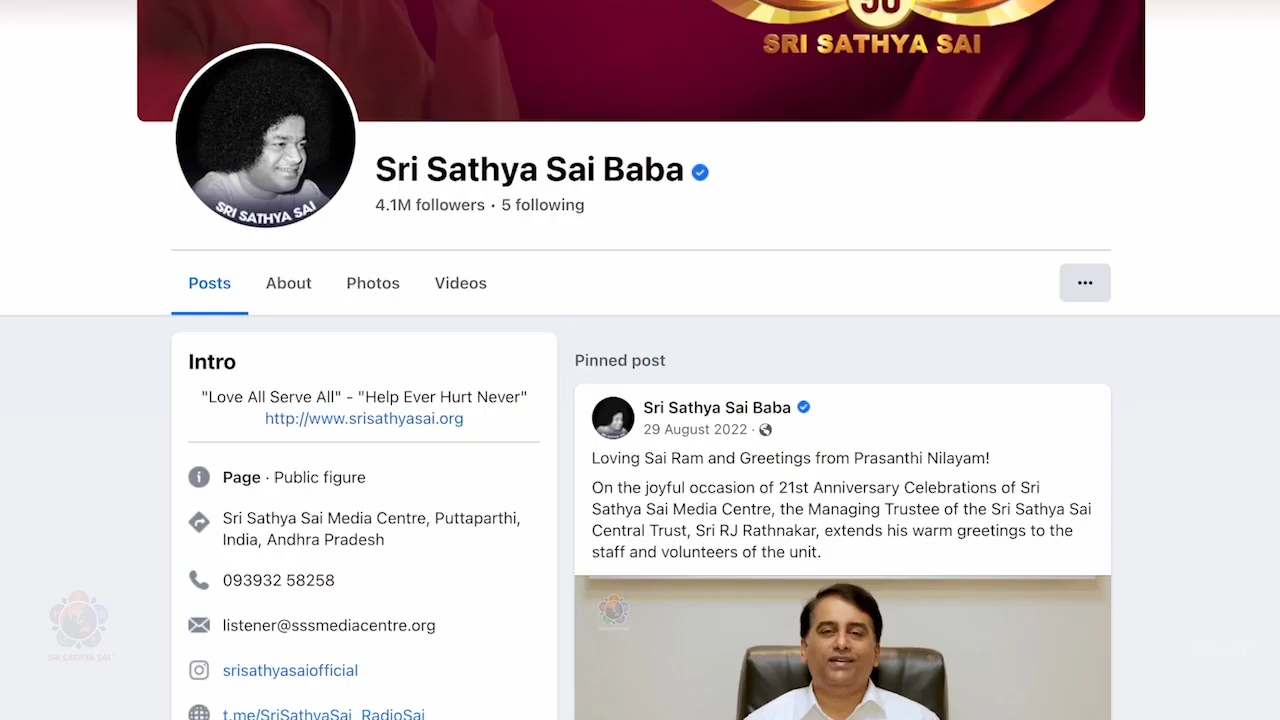 SRI SATHYA SAI
SRI SATHYA SAI
Sri Sathya Sai Baba
4.1M followers • 5 following
Posts About Photos Videos
Intro
"Love All Serve All" - "Help Ever Hurt Never"
http://www.srisathyasai.org
Page · Public figure
Sri Sathya Sai Media Centre, Puttaparthi,
India, Andhra Pradesh
093932 58258
listener@sssmediacentre.org
srisathyasaiofficial
t.me/SriSathyaSai_RadioSai
Pinned post
Sri Sathya Sai Baba
29 August 2022 ·
Loving Sai Ram and Greetings from Prasanthi Nilayam!
On the joyful occasion of 21st Anniversary Celebrations of Sri
Sathya Sai Media Centre, the Managing Trustee of the Sri Sathya Sai
Central Trust, Sri RJ Rathnakar, extends his warm greetings to the
staff and volunteers of the unit.
SRI SATHYA SAI